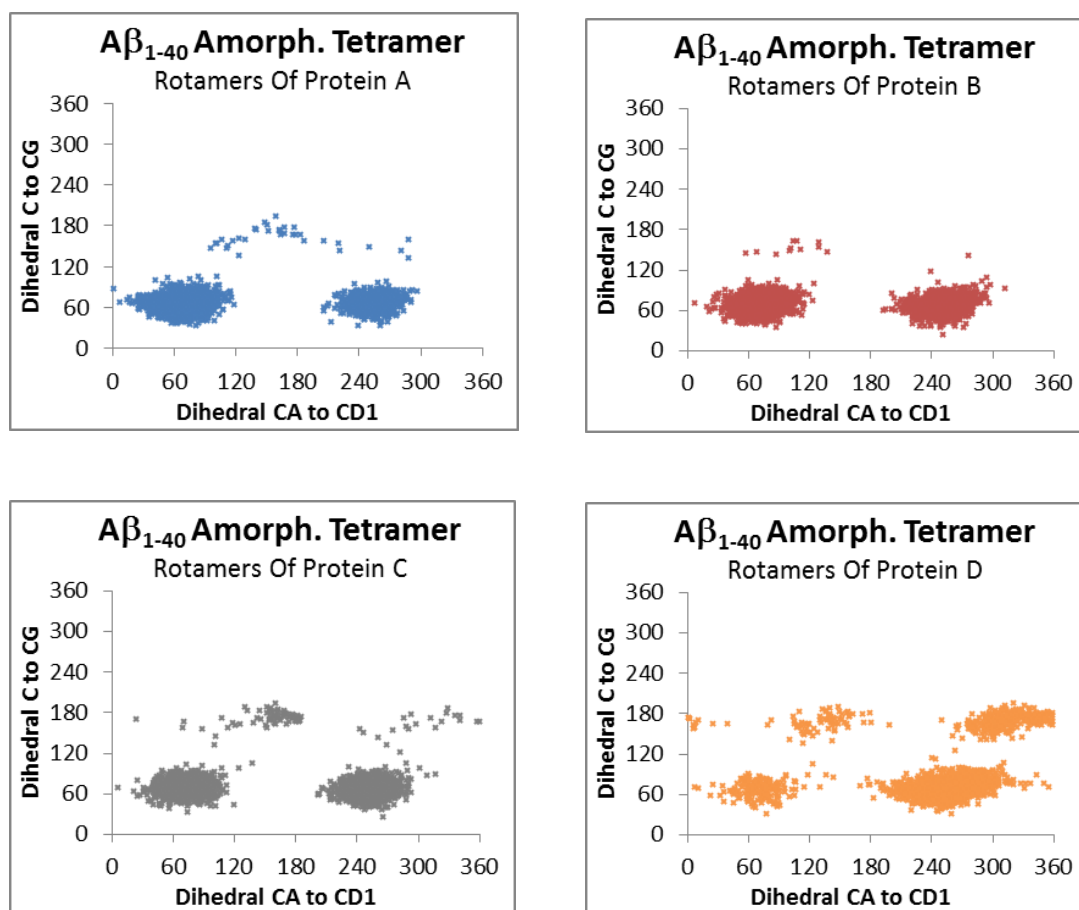 Aβ1-40 Amorph. Tetramer
Rotamers Of Protein A
Dihedral C to CG
360
300
240
180
120
60
0
0 60 120 180 240 300 360
Dihedral CA to CD1
Aβ1-40 Amorph. Tetramer
Rotamers Of Protein B
Dihedral C to CG
360
300
240
180
120
60
0
0 60 120 180 240 300 360
Dihedral CA to CD1
Aβ1-40 Amorph. Tetramer
Rotamers Of Protein C
Dihedral C to CG
360
300
240
180
120
60
0
0 60 120 180 240 300 360
Dihedral CA to CD1
Aβ1-40 Amorph. Tetramer
Rotamers Of Protein D
Dihedral C to CG
360
300
240
180
120
60
0
0 60 120 180 240 300 360
Dihedral CA to CD1